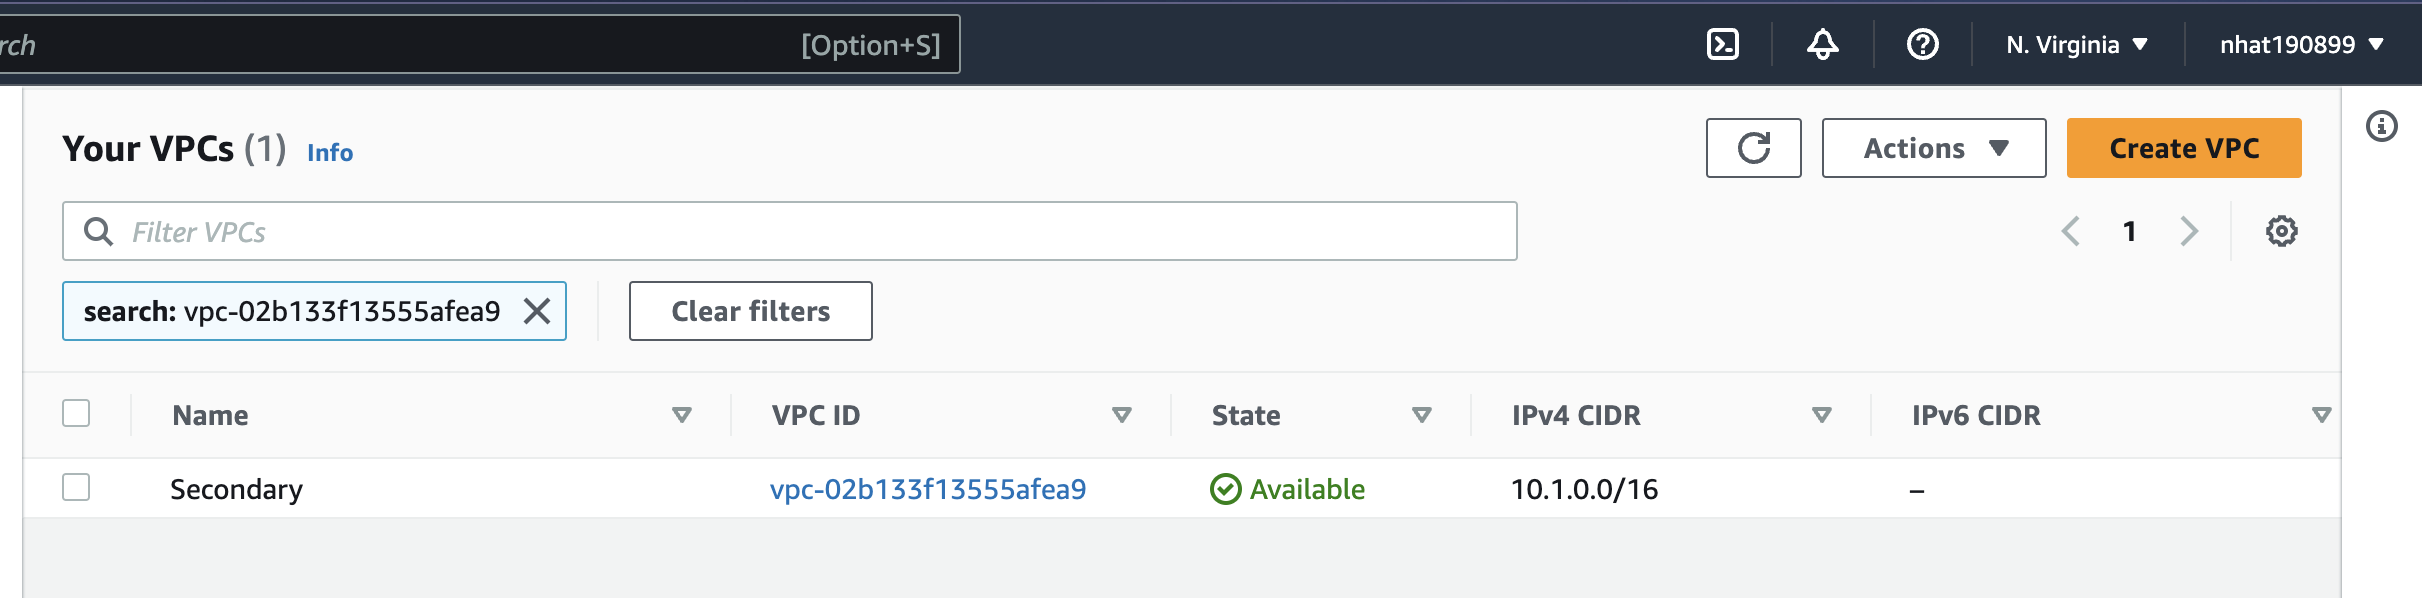 rch [Option+S] N. Virginia nhat190899
Your VPCs (1) Info Actions Create VPC
Filter VPCs 1
search: vpc-02b133f13555afea9 Clear filters
Name VPC ID State IPv4 CIDR IPv6 CIDR
Secondary vpc-02b133f13555afea9 Available 10.1.0.0/16 –